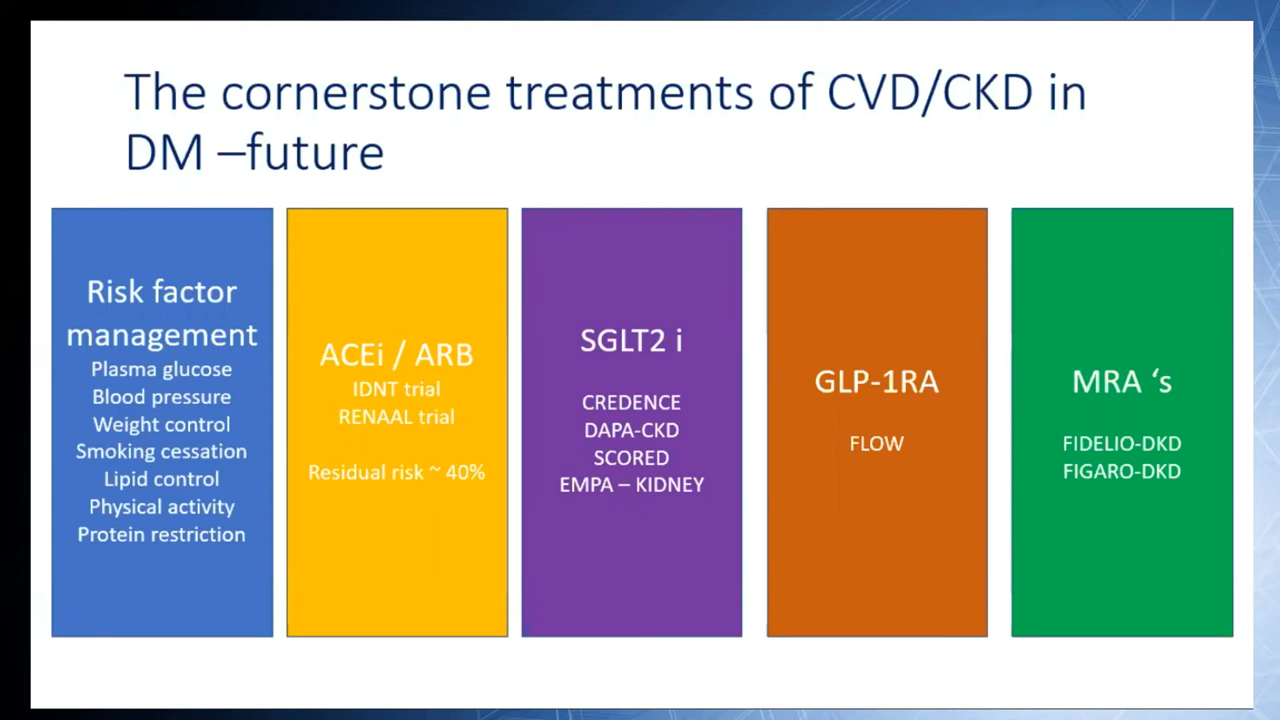 The cornerstone treatments of CVD/CKD in
DM –future
Risk factor
management
Plasma glucose
Blood pressure
Weight control
Smoking cessation
Lipid control
Physical activity
Protein restriction
ACEi / ARB
IDNT trial
RENAAL trial
Residual risk ~ 40%
SGLT2 i
CREDENCE
DAPA-CKD
SCORED
EMPA – KIDNEY
GLP-1RA
FLOW
MRA ‘s
FIDELIO-DKD
FIGARO-DKD